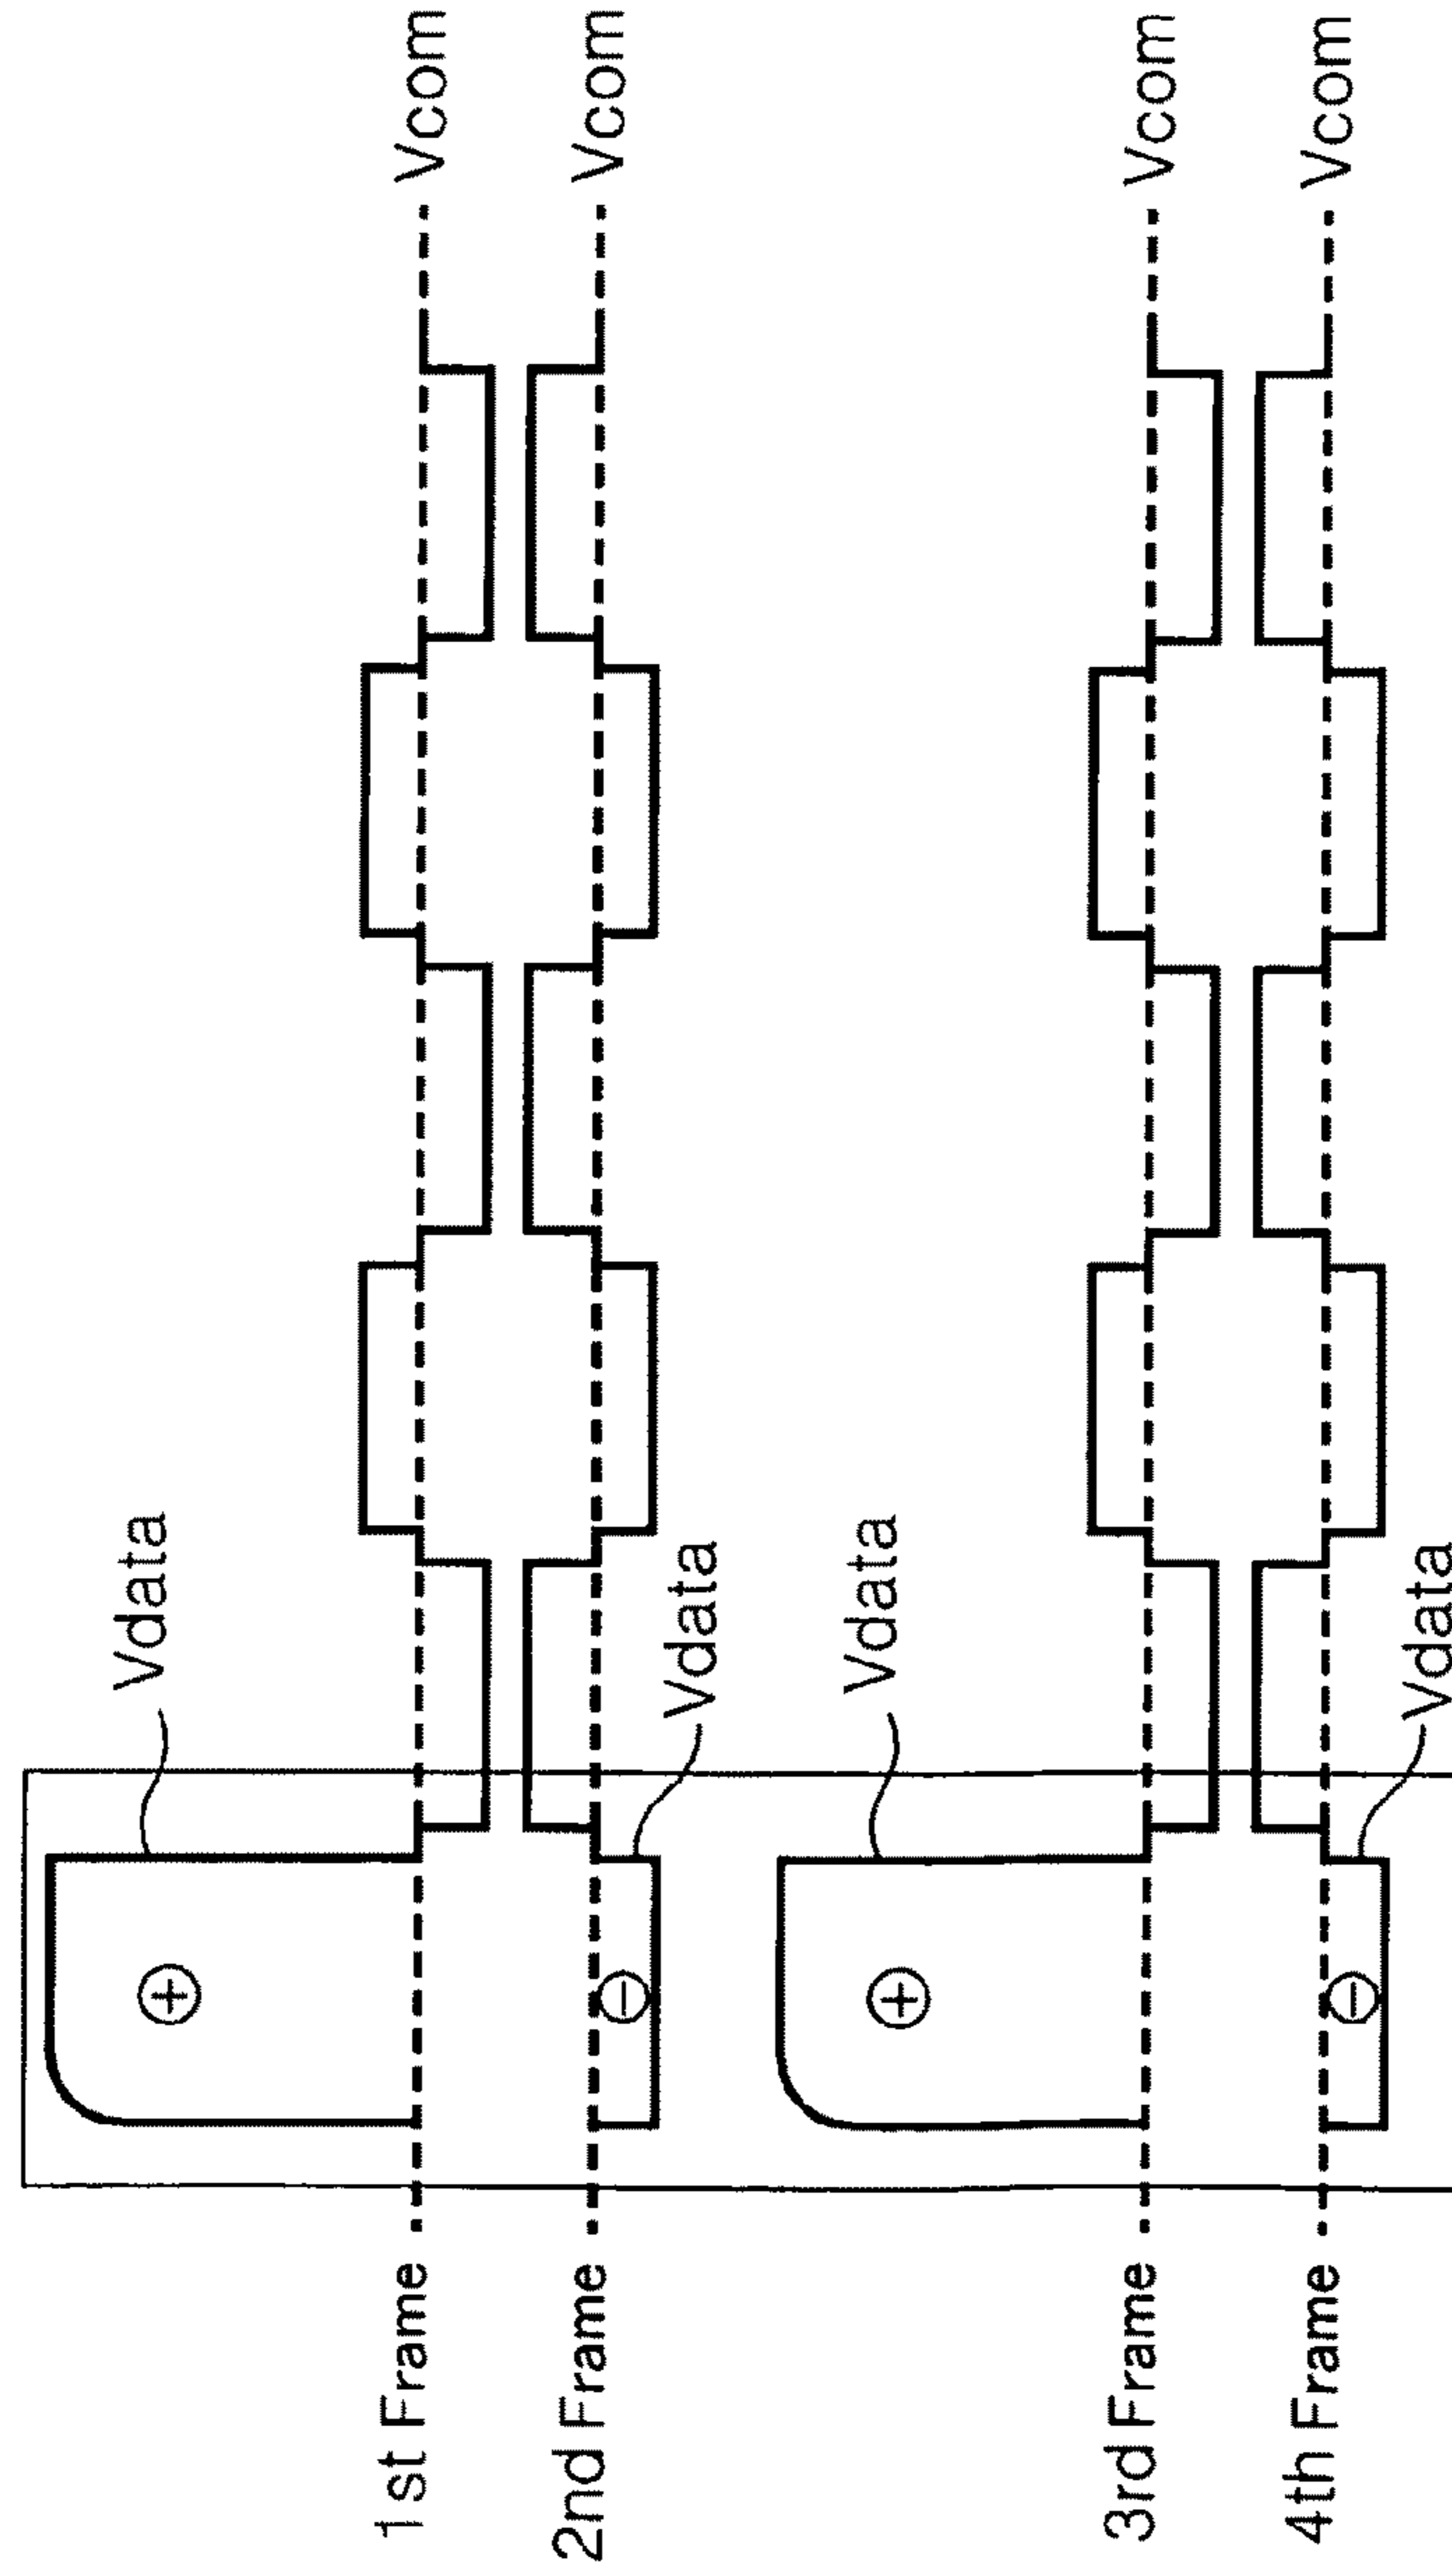 Vdata
1st Frame Vcom
⊕
2nd Frame Vcom
⊖
Vdata
Vdata
3rd Frame Vcom
⊕
4th Frame Vcom
⊖
Vdata